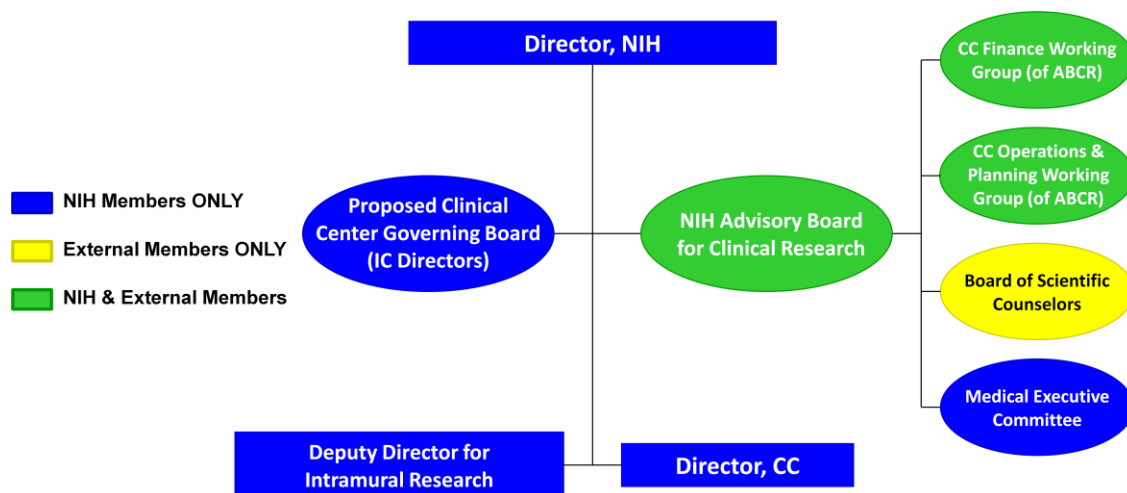 Director, NIH
CC Finance Working
Group (of ABCR)
CC Operations &
Planning Working
Group (of ABCR)
NIH Members ONLY
External Members ONLY
NIH & External Members
Proposed Clinical
Center Governing Board
(IC Directors)
NIH Advisory Board
for Clinical Research
Board of Scientific
Counselors
Medical Executive
Committee
Deputy Director for
Intramural Research
Director, CC